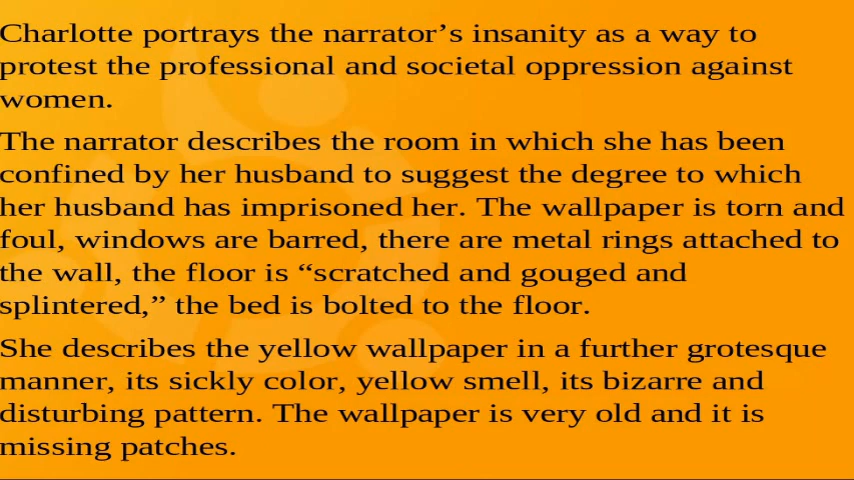 Charlotte portrays the narrator’s insanity as a way to
protest the professional and societal oppression against
women.
The narrator describes the room in which she has been
confined by her husband to suggest the degree to which
her husband has imprisoned her. The wallpaper is torn and
foul, windows are barred, there are metal rings attached to
the wall, the floor is “scratched and gouged and
splintered,” the bed is bolted to the floor.
She describes the yellow wallpaper in a further grotesque
manner, its sickly color, yellow smell, its bizarre and
disturbing pattern. The wallpaper is very old and it is
missing patches.